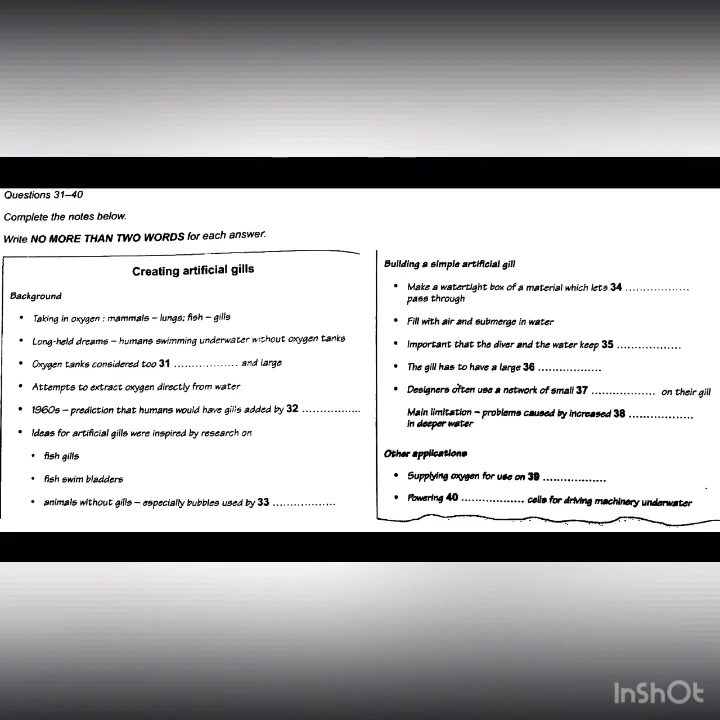 Questions 31–40
Complete the notes below.
Write NO MORE THAN TWO WORDS for each answer.
Creating artificial gills
Background
• Taking in oxygen : mammals – lungs; fish – gills
• Long-held dreams – humans swimming underwater without oxygen tanks
• Oxygen tanks considered too 31 .................. and large
• Attempts to extract oxygen directly from water
• 1960s – prediction that humans would have gills added by 32 .................
• Ideas for artificial gills were inspired by research on
• fish gills
• fish swim bladders
• animals without gills – especially bubbles used by 33 .................
Building a simple artificial gill
• Make a watertight box of a material which lets 34 .................
pass through
• Fill with air and submerge in water
• Important that the diver and the water keep 35 .................
• The gill has to have a large 36 .................
• Designers often use a network of small 37 ................. on their gill
Main limitation – problems caused by increased 38 .................
in deeper water
Other applications
• Supplying oxygen for use on 39 .................
• Powering 40 ................. cells for driving machinery underwater
InShOt